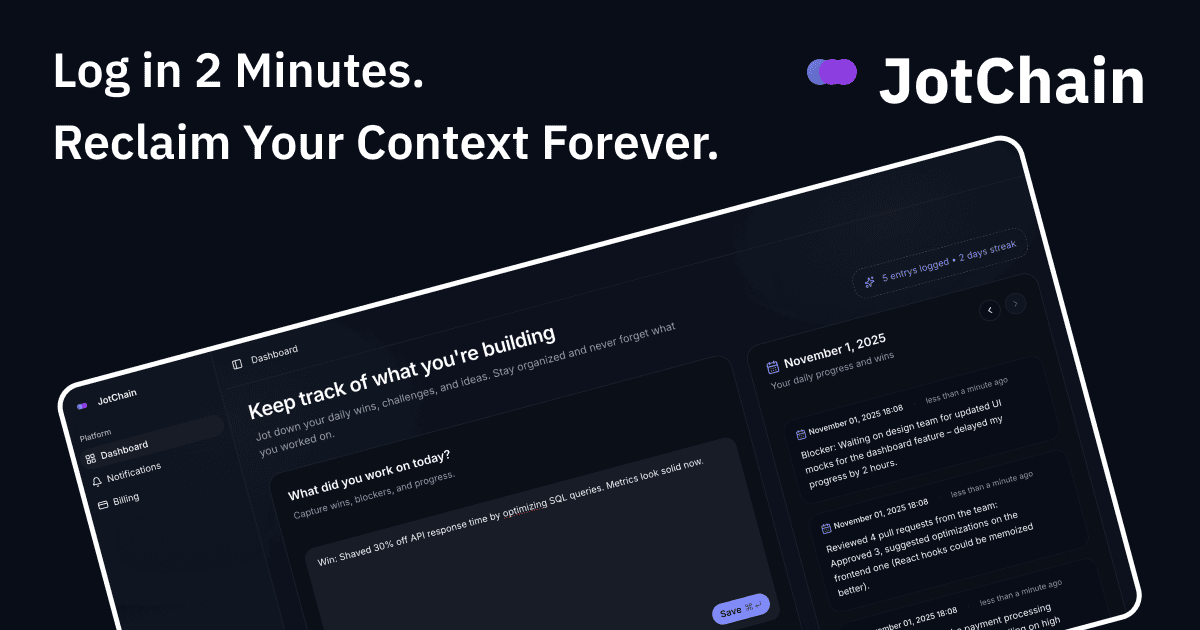 Log in 2 Minutes.
Reclaim Your Context Forever.
JotChain
JotChain
Platform
Dashboard
Notifications
Billing
Dashboard
5 entrys logged • 2 days streak
Keep track of what you're building
Jot down your daily wins, challenges, and ideas. Stay organized and never forget what
you worked on.
What did you work on today?
Capture wins, blockers, and progress.
Win: Shaved 30% off API response time by optimizing SQL queries. Metrics look solid now.
Save ⌘↵
November 1, 2025
Your daily progress and wins
November 01, 2025 18:08
less than a minute ago
Blocker: Waiting on design team for updated UI
mocks for the dashboard feature – delayed my
progress by 2 hours.
November 01, 2025 18:08
less than a minute ago
Reviewed 4 pull requests from the team:
Approved 3, suggested optimizations on the
frontend one (React hooks could be memoized
better).
2025 18:08
less than a minute ago
payment processing
on high